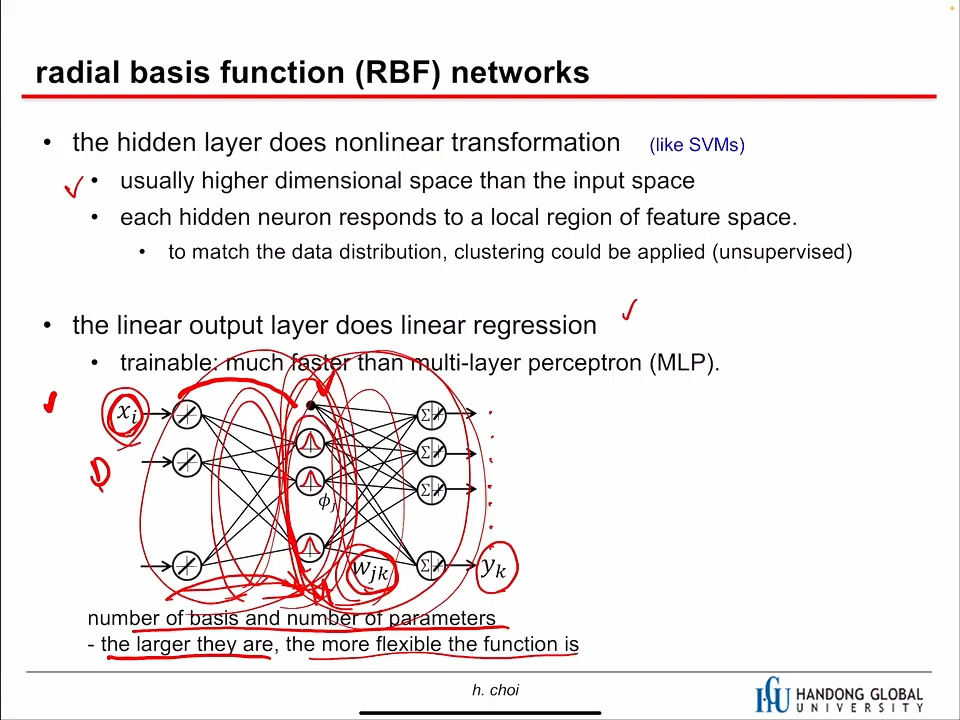 radial basis function (RBF) networks
• the hidden layer does nonlinear transformation (like SVMs)
• usually higher dimensional space than the input space
• each hidden neuron responds to a local region of feature space.
• to match the data distribution, clustering could be applied (unsupervised)
• the linear output layer does linear regression
• trainable: much faster than multi-layer perceptron (MLP).
x_i
D
Σ
Σ
Σ
ϕ_j
w_jk
Σ
y_k
number of basis and number of parameters
- the larger they are, the more flexible the function is
h. choi
HANDONG GLOBAL
UNIVERSITY